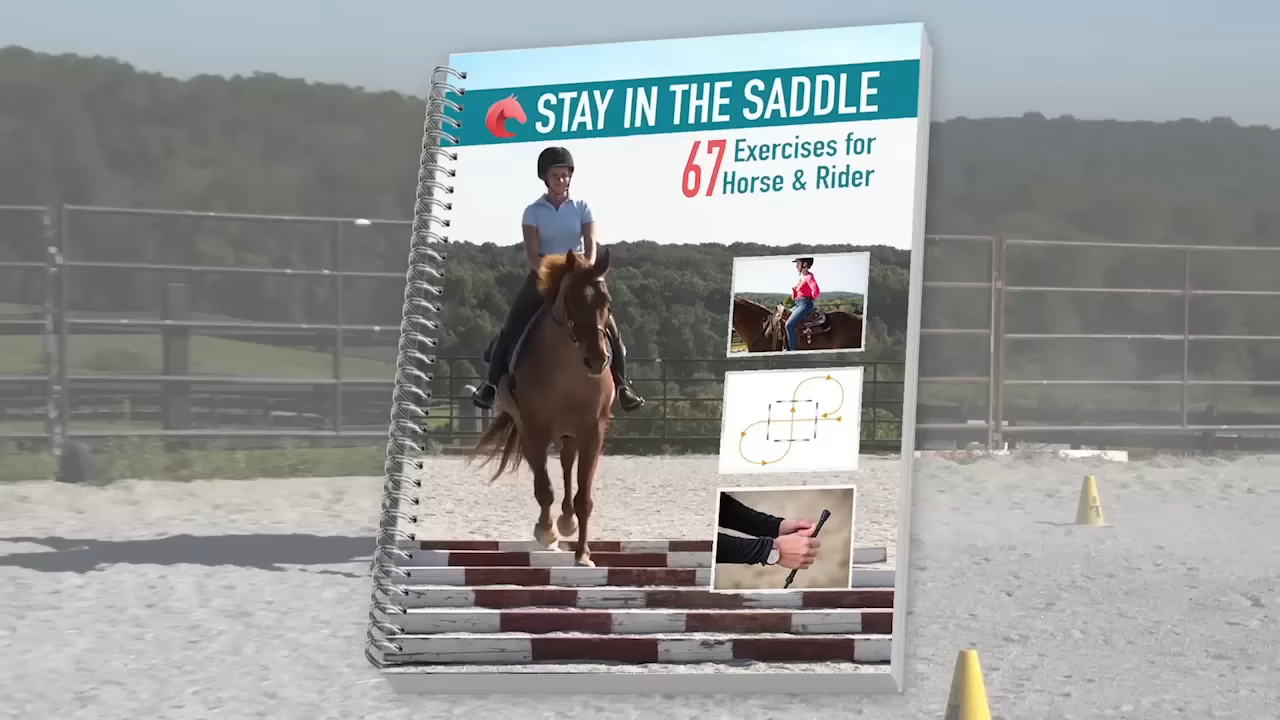 STAY IN THE SADDLE
67 Exercises for
Horse & Rider